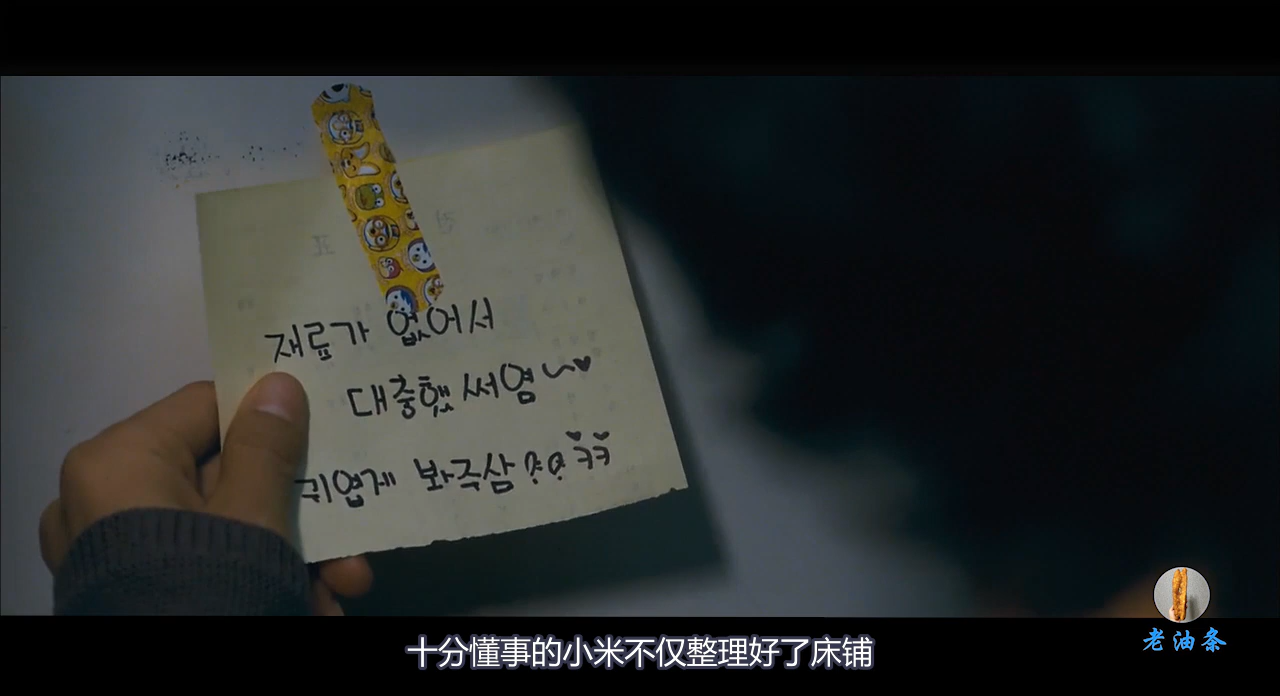 재료가 없어서
대충했써염~♥
귀엽게 봐주삼 ㅋㅋ
老油条
十分懂事的小米不仅整理好了床铺